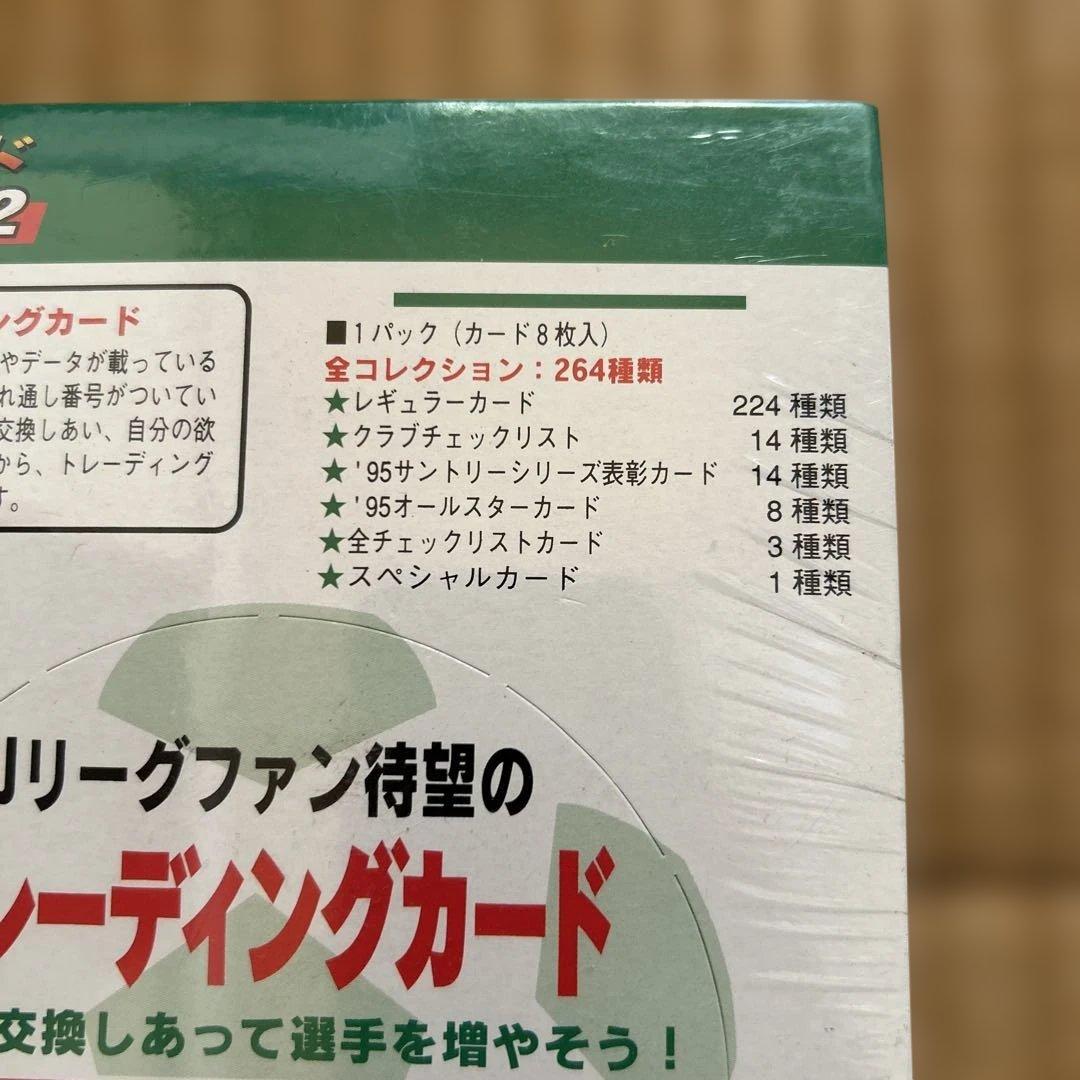 ド
2
ングカード
やデータが載っている
れ通し番号がついてい
交換しあい、自分の欲
から、トレーディング
す。
■1パック（カード8枚入）
全コレクション：264種類
★レギュラーカード 224種類
★クラブチェックリスト 14種類
★'95サントリーシリーズ表彰カード 14種類
★'95オールスターカード 8種類
★全チェックリストカード 3種類
★スペシャルカード 1種類
Jリーグファン待望の
レーディングカード
交換しあって選手を増やそう！